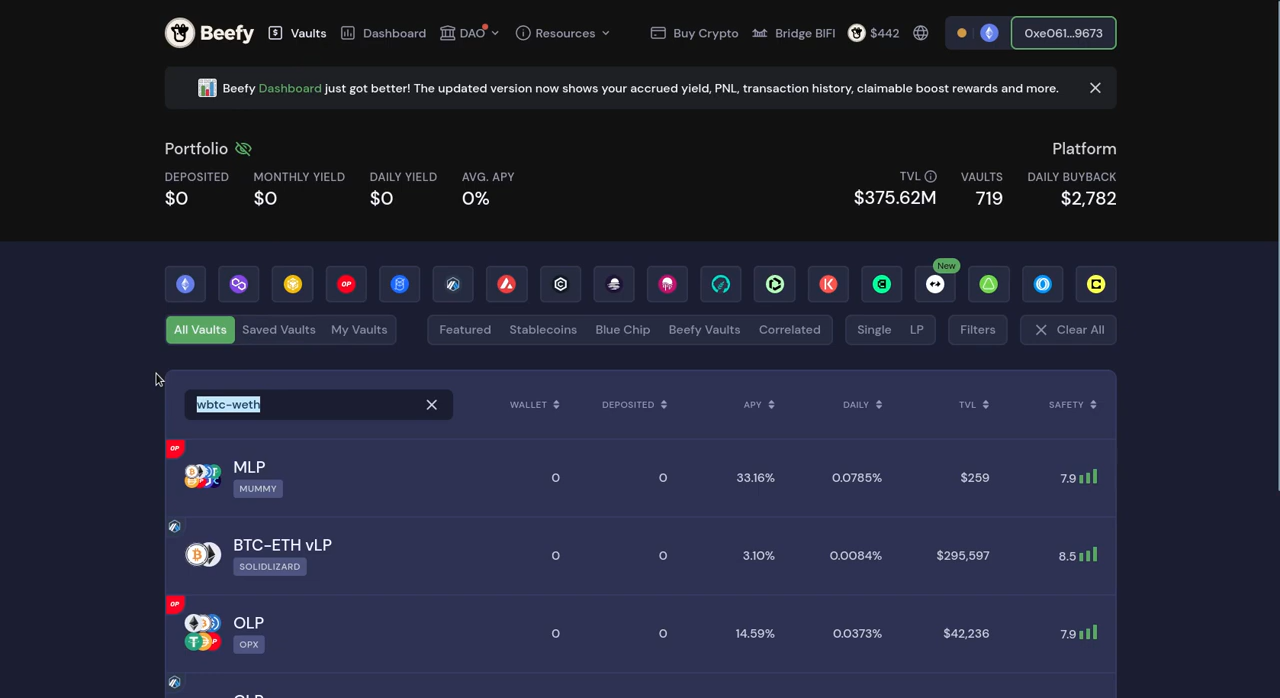 Beefy Vaults Dashboard DAO Resources Buy Crypto Bridge BIFI $442 0xe061...9673
Beefy Dashboard just got better! The updated version now shows your accrued yield, PNL, transaction history, claimable boost rewards and more.
Portfolio Platform
DEPOSITED MONTHLY YIELD DAILY YIELD AVG. APY TVL VAULTS DAILY BUYBACK
$0 $0 $0 0% $375.62M 719 $2,782
New
All Vaults Saved Vaults My Vaults Featured Stablecoins Blue Chip Beefy Vaults Correlated Single LP Filters Clear All
wbtc-weth WALLET DEPOSITED APY DAILY TVL SAFETY
OP
MLP
MUMMY
0 0 33.16% 0.0785% $259 7.9
BTC-ETH vLP
SOLIDLIZARD
0 0 3.10% 0.0084% $295,597 8.5
OP
OLP
OPX
0 0 14.59% 0.0373% $42,236 7.9